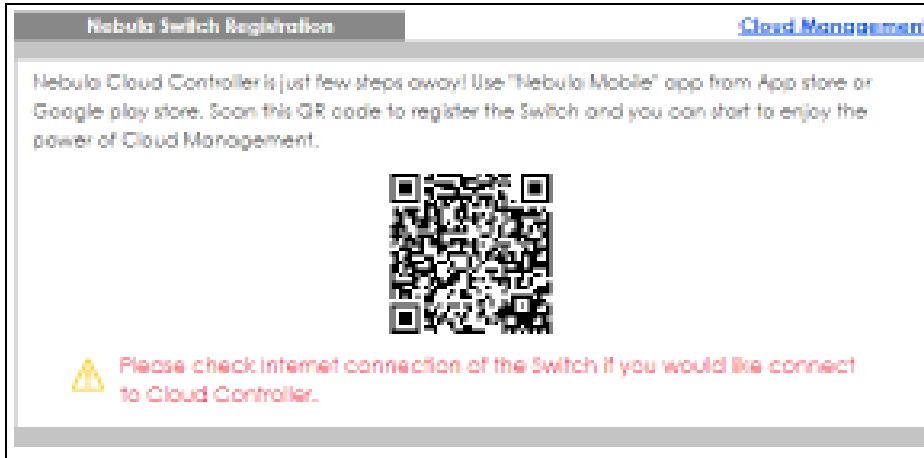 Nebula Switch Registration
Cloud Management
Nebula Cloud Controller is just few steps away! Use "Nebula Mobile" app from App store or
Google play store. Scan this QR code to register the Switch and you can start to enjoy the
power of Cloud Management.
Please check Internet connection of the Switch if you would like connect
to Cloud Controller.